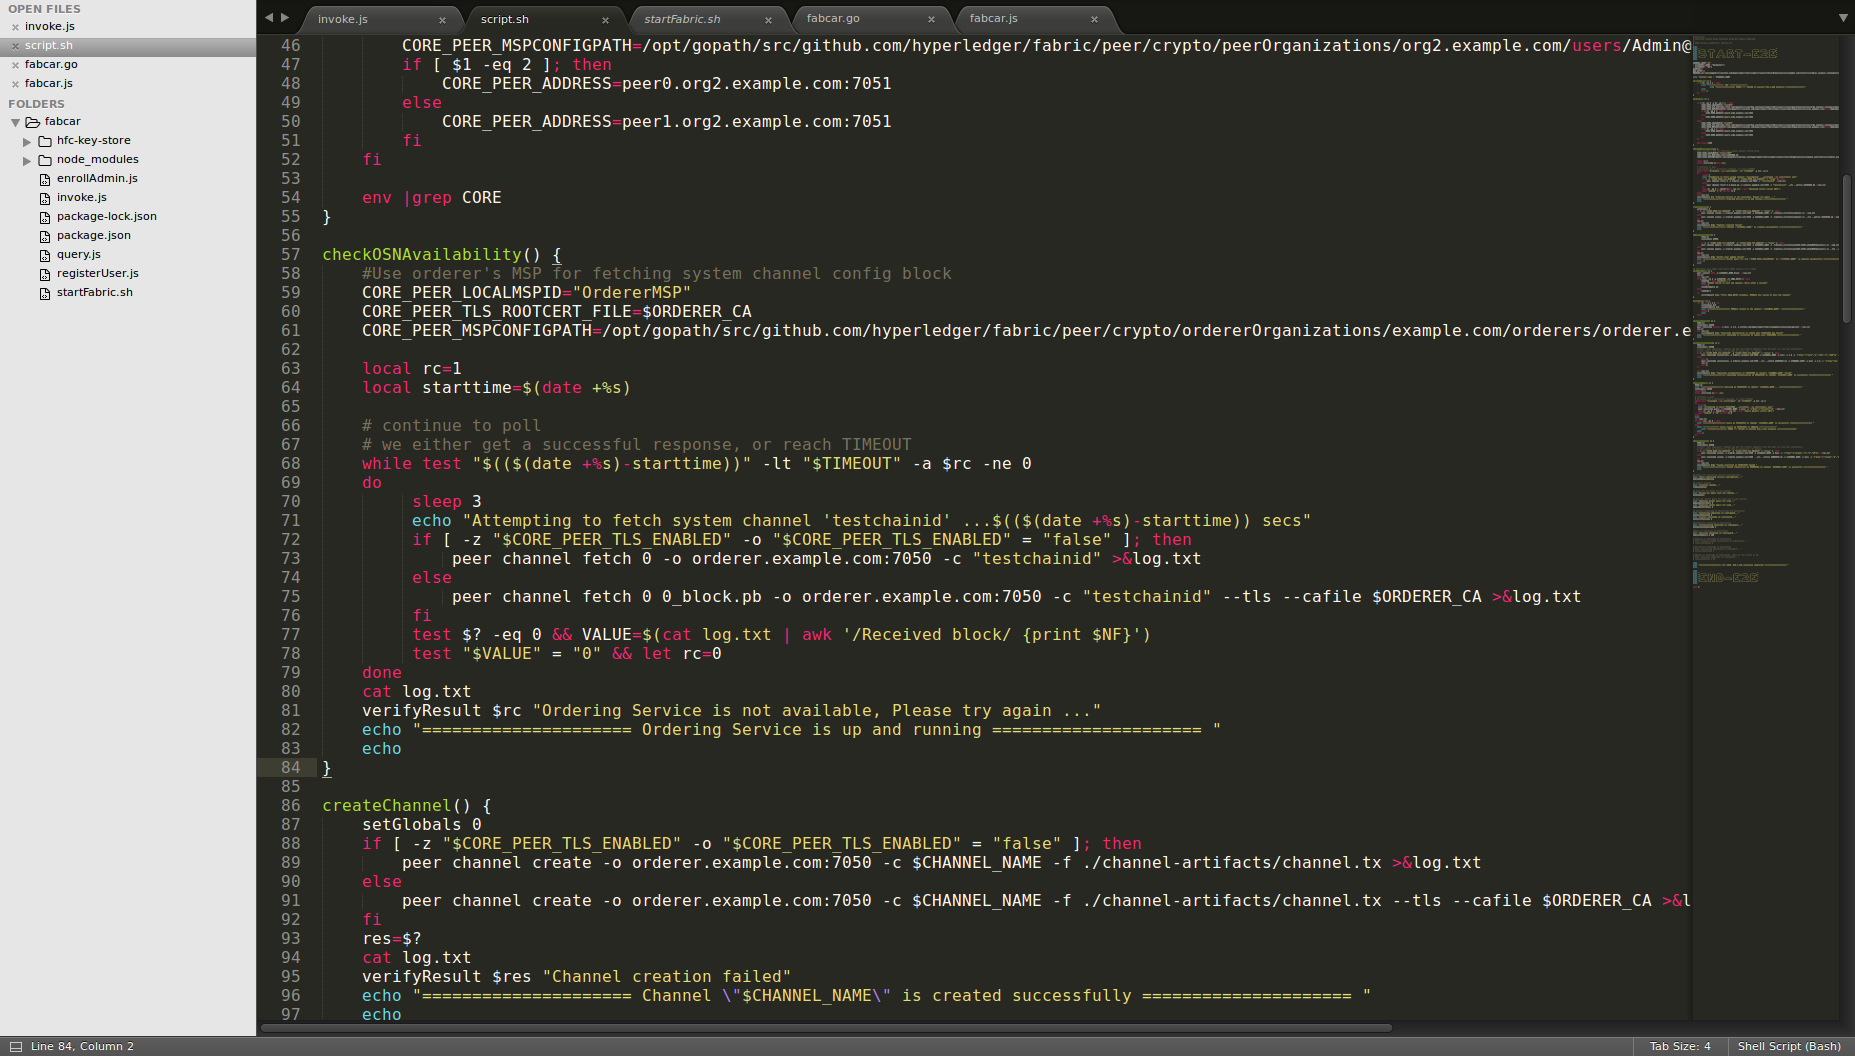 OPEN FILES
invoke.js
script.sh
fabcar.go
fabcar.js
FOLDERS
fabcar
hfc-key-store
node_modules
enrollAdmin.js
invoke.js
package-lock.json
package.json
query.js
registerUser.js
startFabric.sh
invoke.js script.sh startFabric.sh fabcar.go fabcar.js
46 CORE_PEER_MSPCONFIGPATH=/opt/gopath/src/github.com/hyperledger/fabric/peer/crypto/peerOrganizations/org2.example.com/users/Admin@
47 if [ $1 -eq 2 ]; then
48 CORE_PEER_ADDRESS=peer0.org2.example.com:7051
49 else
50 CORE_PEER_ADDRESS=peer1.org2.example.com:7051
51 fi
52 fi
53
54 env |grep CORE
55 }
56
57 checkOSNAvailability() {
58 #Use orderer's MSP for fetching system channel config block
59 CORE_PEER_LOCALMSPID="OrdererMSP"
60 CORE_PEER_TLS_ROOTCERT_FILE=$ORDERER_CA
61 CORE_PEER_MSPCONFIGPATH=/opt/gopath/src/github.com/hyperledger/fabric/peer/crypto/ordererOrganizations/example.com/orderers/orderer.e
62
63 local rc=1
64 local starttime=$(date +%s)
65
66 # continue to poll
67 # we either get a successful response, or reach TIMEOUT
68 while test "$(($(date +%s)-starttime))" -lt "$TIMEOUT" -a $rc -ne 0
69 do
70 sleep 3
71 echo "Attempting to fetch system channel 'testchainid' ...$(($(date +%s)-starttime)) secs"
72 if [ -z "$CORE_PEER_TLS_ENABLED" -o "$CORE_PEER_TLS_ENABLED" = "false" ]; then
73 peer channel fetch 0 -o orderer.example.com:7050 -c "testchainid" >&log.txt
74 else
75 peer channel fetch 0 0_block.pb -o orderer.example.com:7050 -c "testchainid" --tls --cafile $ORDERER_CA >&log.txt
76 fi
77 test $? -eq 0 && VALUE=$(cat log.txt | awk '/Received block/ {print $NF}')
78 test "$VALUE" = "0" && let rc=0
79 done
80 cat log.txt
81 verifyResult $rc "Ordering Service is not available, Please try again ..."
82 echo "===================== Ordering Service is up and running ===================== "
83 echo
84 }
85
86 createChannel() {
87 setGlobals 0
88 if [ -z "$CORE_PEER_TLS_ENABLED" -o "$CORE_PEER_TLS_ENABLED" = "false" ]; then
89 peer channel create -o orderer.example.com:7050 -c $CHANNEL_NAME -f ./channel-artifacts/channel.tx >&log.txt
90 else
91 peer channel create -o orderer.example.com:7050 -c $CHANNEL_NAME -f ./channel-artifacts/channel.tx --tls --cafile $ORDERER_CA >&l
92 fi
93 res=$?
94 cat log.txt
95 verifyResult $res "Channel creation failed"
96 echo "===================== Channel \"$CHANNEL_NAME\" is created successfully ===================== "
97 echo
Line 84, Column 2
Tab Size: 4
Shell Script (Bash)